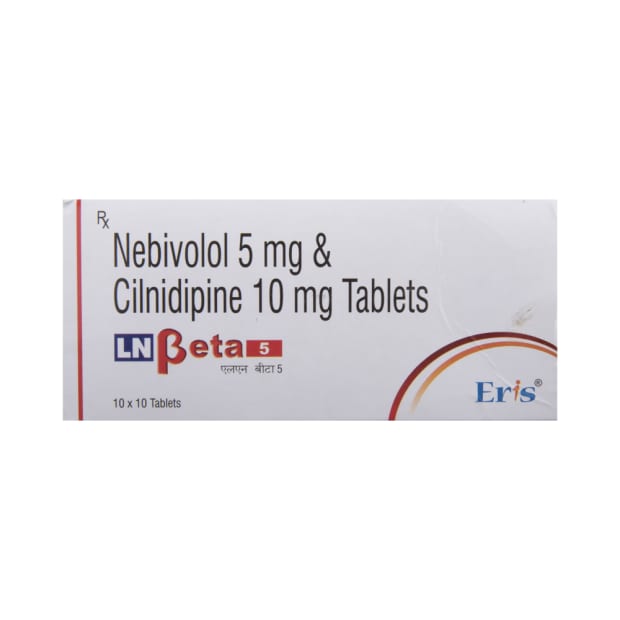 Rx
Nebivolol 5 mg &
Cilnidipine 10 mg Tablets
LN βeta 5
एलएन बीटा 5
10 x 10 Tablets
Eris®